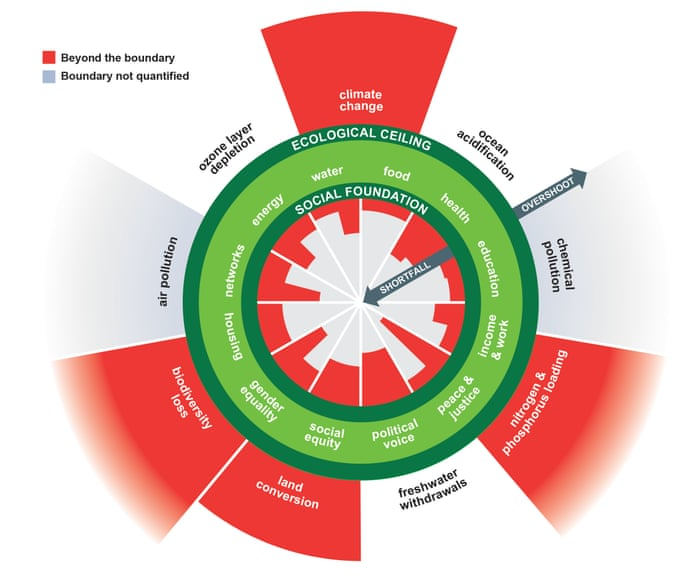 Beyond the boundary
Boundary not quantified
climate
change
ozone layer
depletion
ocean
acidification
ECOLOGICAL CEILING
OVERSHOOT
water
food
energy
health
SOCIAL FOUNDATION
SHORTFALL
networks
education
air pollution
chemical
pollution
housing
income
& work
gender
equality
peace &
justice
social
equity
political
voice
biodiversity
loss
nitrogen &
phosphorus loading
land
conversion
freshwater
withdrawals